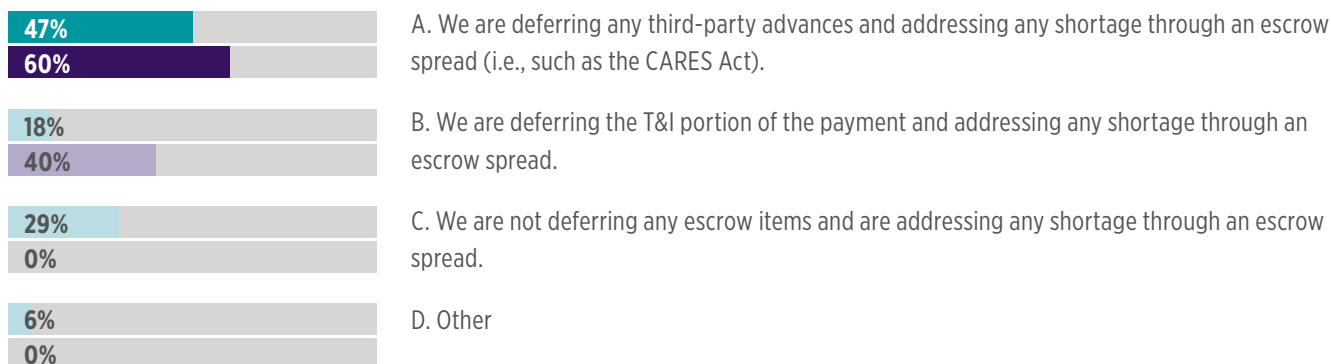 47%
A. We are deferring any third-party advances and addressing any shortage through an escrow
60%
spread (i.e., such as the CARES Act).
18%
B. We are deferring the T&I portion of the payment and addressing any shortage through an
40%
escrow spread.
29%
C. We are not deferring any escrow items and are addressing any shortage through an escrow
0%
spread.
6%
D. Other
0%